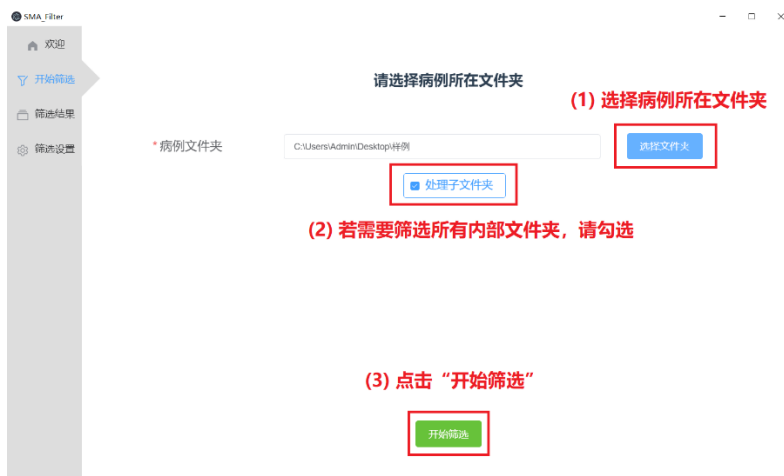 SMA_Filter
欢迎
开始筛选
筛选结果
筛选设置
请选择病例所在文件夹
(1) 选择病例所在文件夹
*病例文件夹
C:\Users\Admin\Desktop\样例
选择文件夹
处理子文件夹
(2) 若需要筛选所有内部文件夹，请勾选
(3) 点击“开始筛选”
开始筛选